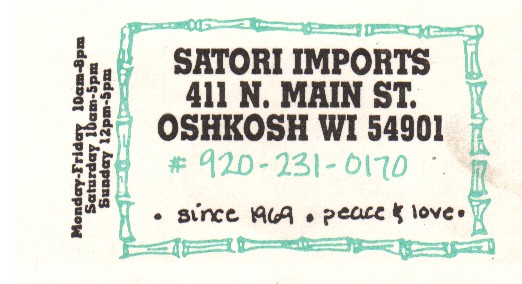 SATORI IMPORTS
411 N. MAIN ST.
OSHKOSH WI 54901
# 920-231-0170
• since 1969 • peace & love •
Monday-Friday 10am-8pm
Saturday 10am-5pm
Sunday 12pm-5pm